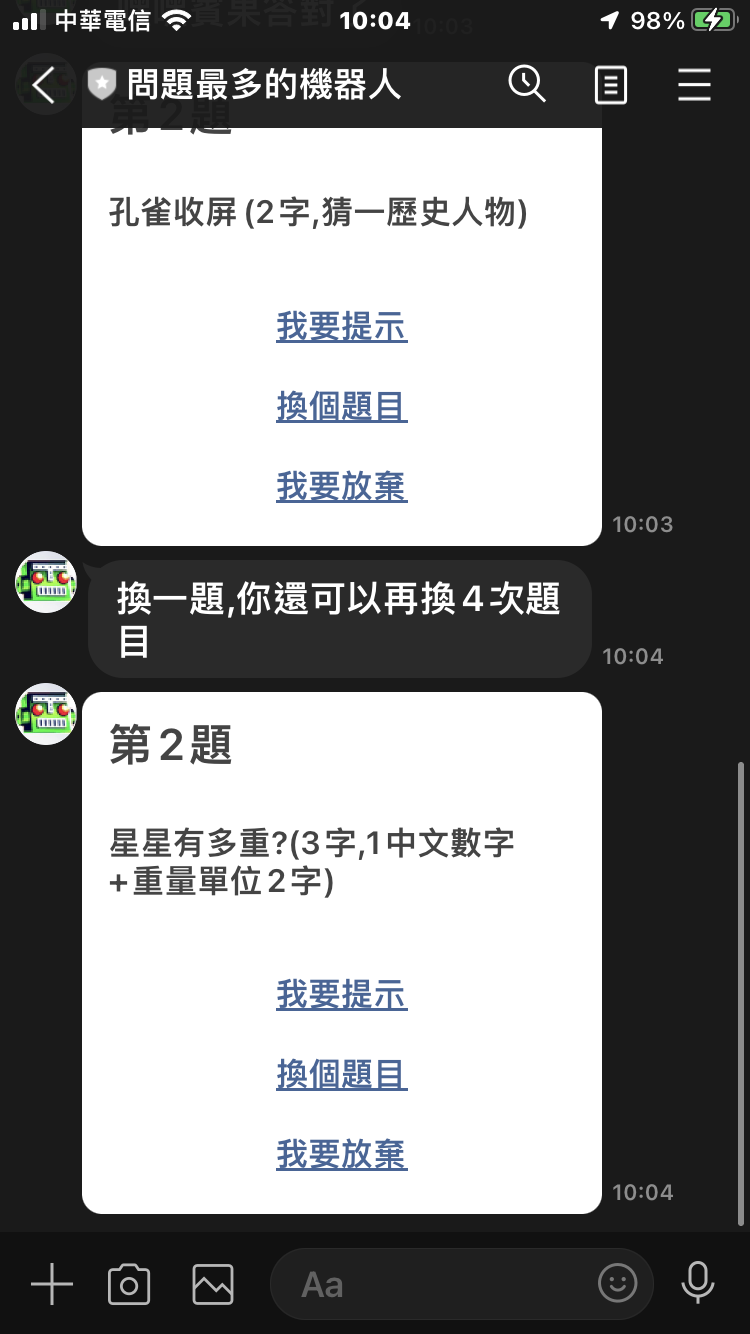 中華電信 10:04 98%
問題最多的機器人
第2題
孔雀收屏(2字,猜一歷史人物)
我要提示
換個題目
我要放棄
10:03
換一題,你還可以再換4次題
目
10:04
第2題
星星有多重?(3字,1中文數字
+重量單位2字)
我要提示
換個題目
我要放棄
10:04
Aa